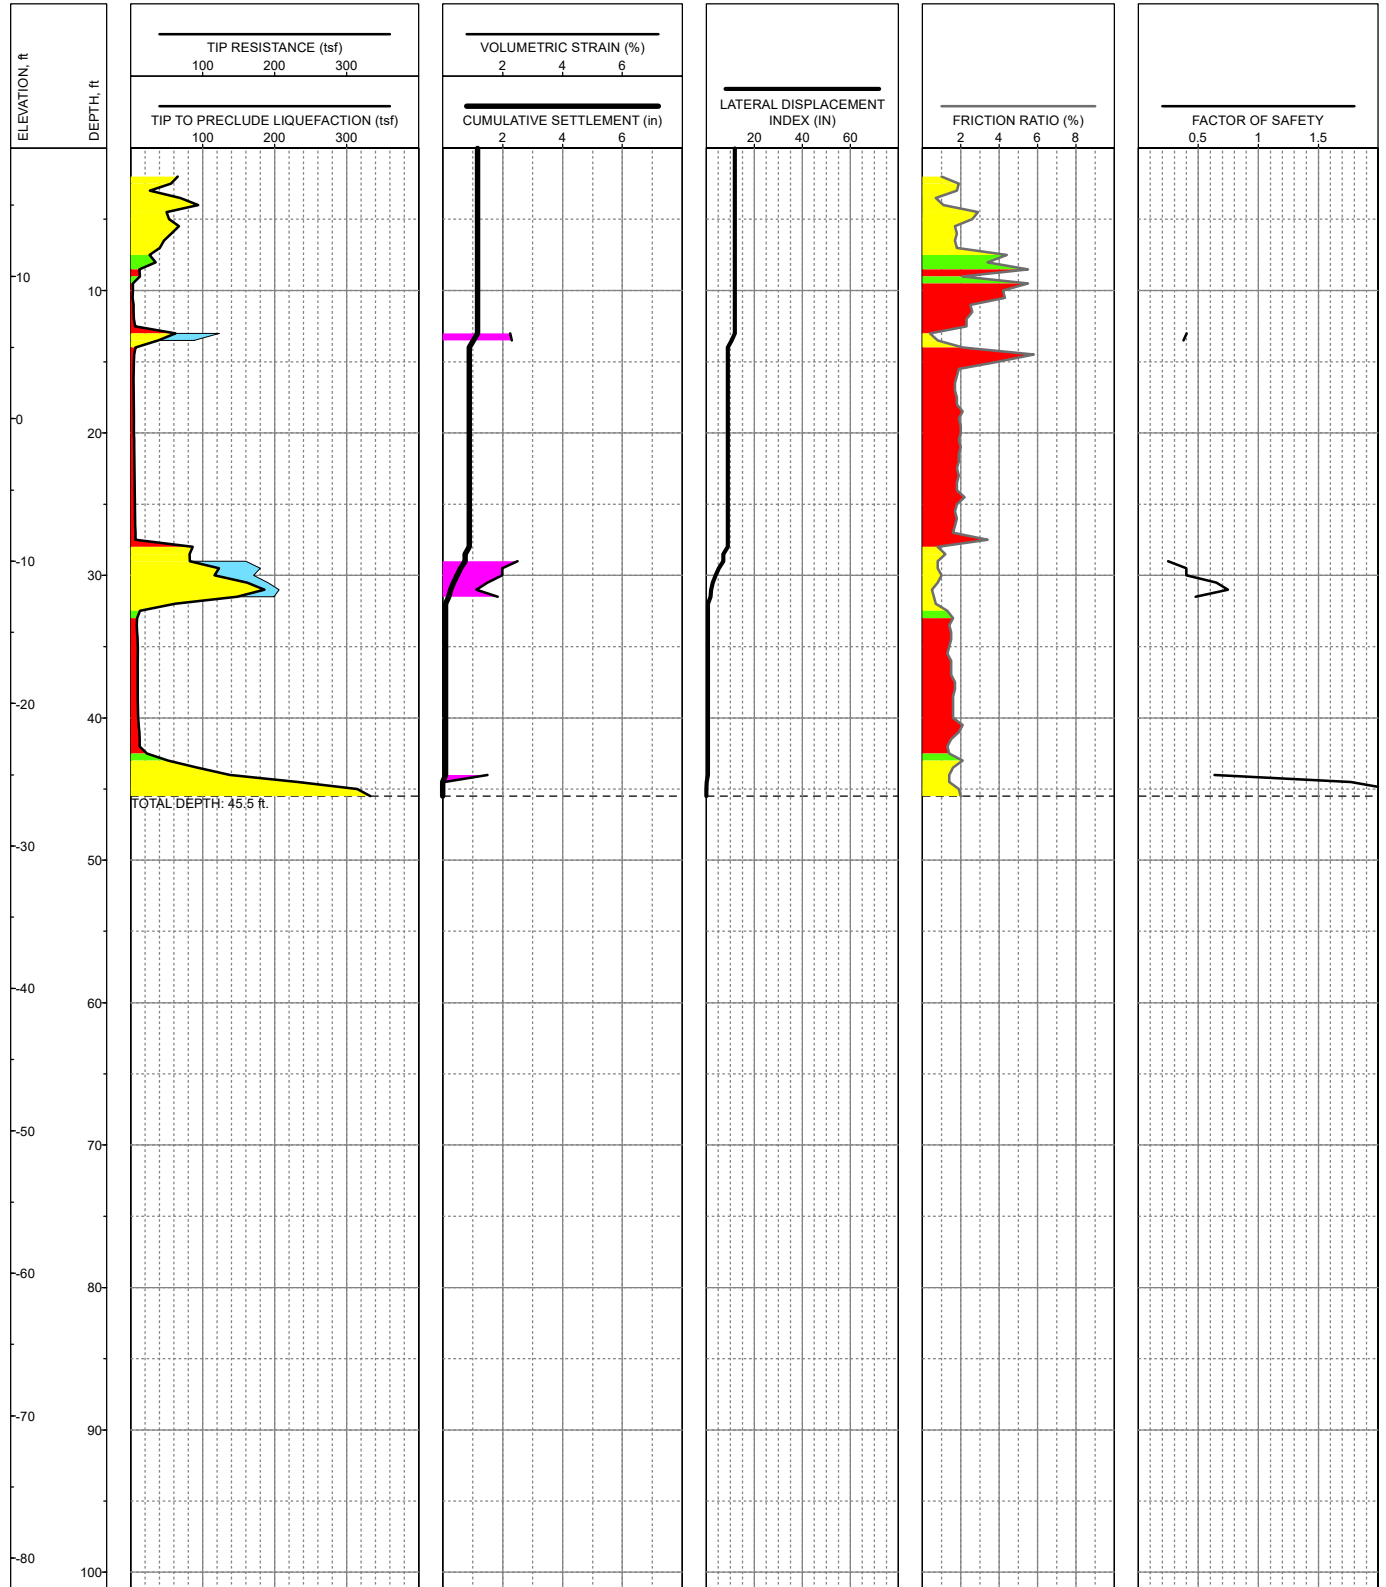 ELEVATION, ft
DEPTH, ft
TIP RESISTANCE (tsf)
100 200 300
TIP TO PRECLUDE LIQUEFACTION (tsf)
100 200 300
VOLUMETRIC STRAIN (%)
2 4 6
CUMULATIVE SETTLEMENT (in)
2 4 6
LATERAL DISPLACEMENT
INDEX (IN)
20 40 60
FRICTION RATIO (%)
2 4 6 8
FACTOR OF SAFETY
0.5 1 1.5
10
0
-10
-20
-30
-40
-50
-60
-70
-80
10
20
30
40
50
60
70
80
90
100
TOTAL DEPTH: 45.5 ft.